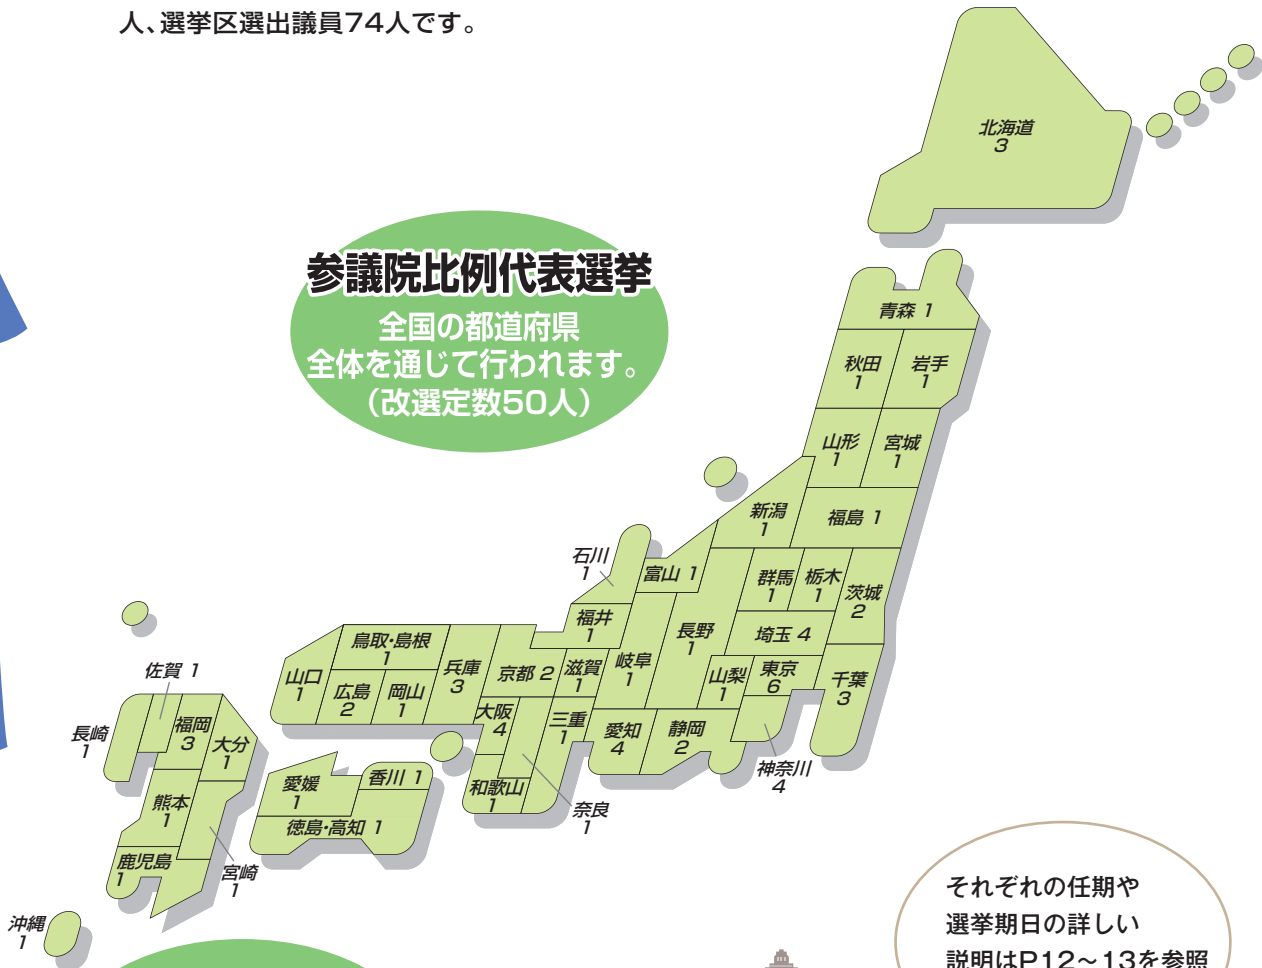 人、選挙区選出議員74人です。
参議院比例代表選挙
全国の都道府県
全体を通じて行われます。
（改選定数50人）
北海道
3
青森 1
秋田
1
岩手
1
山形
1
宮城
1
新潟
1
福島 1
石川
1
富山 1
群馬
1
栃木
1
茨城
2
福井
1
長野
1
埼玉 4
鳥取・島根
1
兵庫
3
京都 2
滋賀
1
岐阜
1
山梨
1
東京
6
千葉
3
山口
1
広島
2
岡山
1
大阪
4
三重
1
愛知
4
静岡
2
神奈川
4
佐賀 1
長崎
1
福岡
3
大分
1
愛媛
1
香川 1
和歌山
1
奈良
1
熊本
1
徳島・高知 1
鹿児島
1
宮崎
1
沖縄
1
それぞれの任期や
選挙期日の詳しい
説明はP12～13を参照